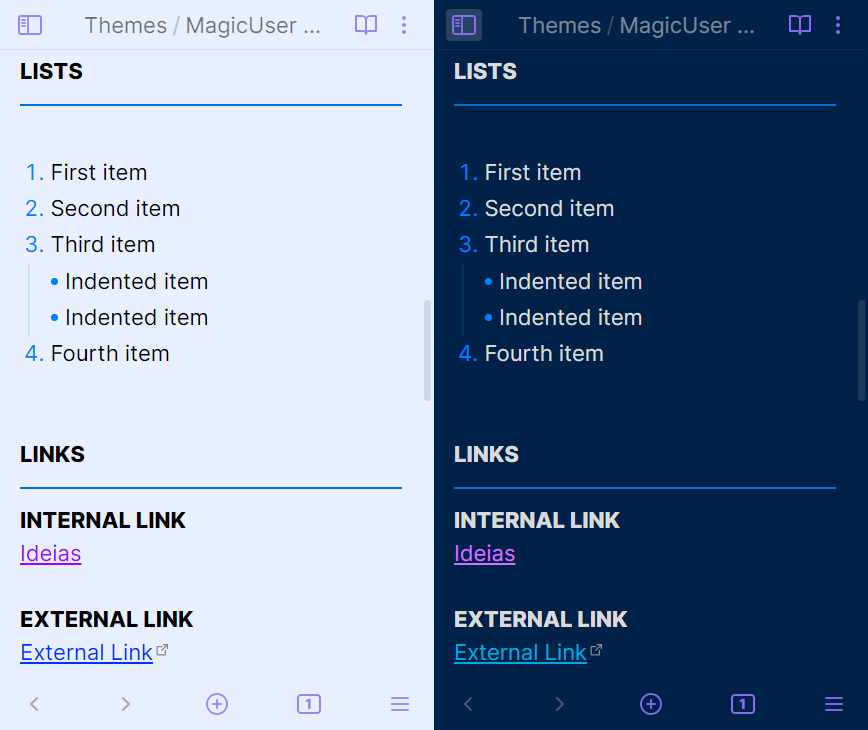 Themes / MagicUser ...
LISTS
1. First item
2. Second item
3. Third item
• Indented item
• Indented item
4. Fourth item
LINKS
INTERNAL LINK
Ideias
EXTERNAL LINK
External Link
1
Themes / MagicUser ...
LISTS
1. First item
2. Second item
3. Third item
• Indented item
• Indented item
4. Fourth item
LINKS
INTERNAL LINK
Ideias
EXTERNAL LINK
External Link
1